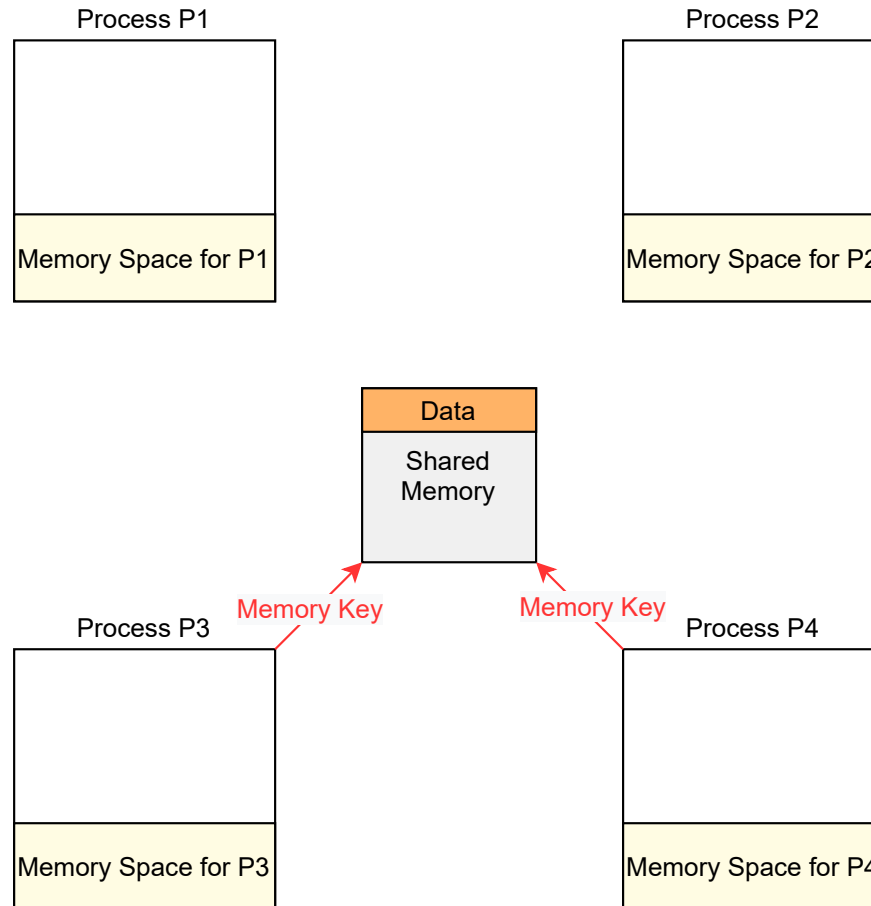 Process P1
Process P2
Memory Space for P1
Memory Space for P2
Data
Shared
Memory
Memory Key
Memory Key
Process P3
Process P4
Memory Space for P3
Memory Space for P4